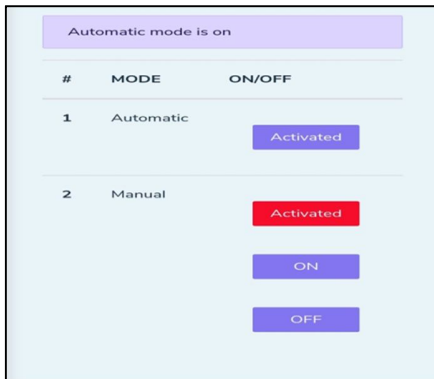 Automatic mode is on
# MODE ON/OFF
1 Automatic
Activated
2 Manual
Activated
ON
OFF